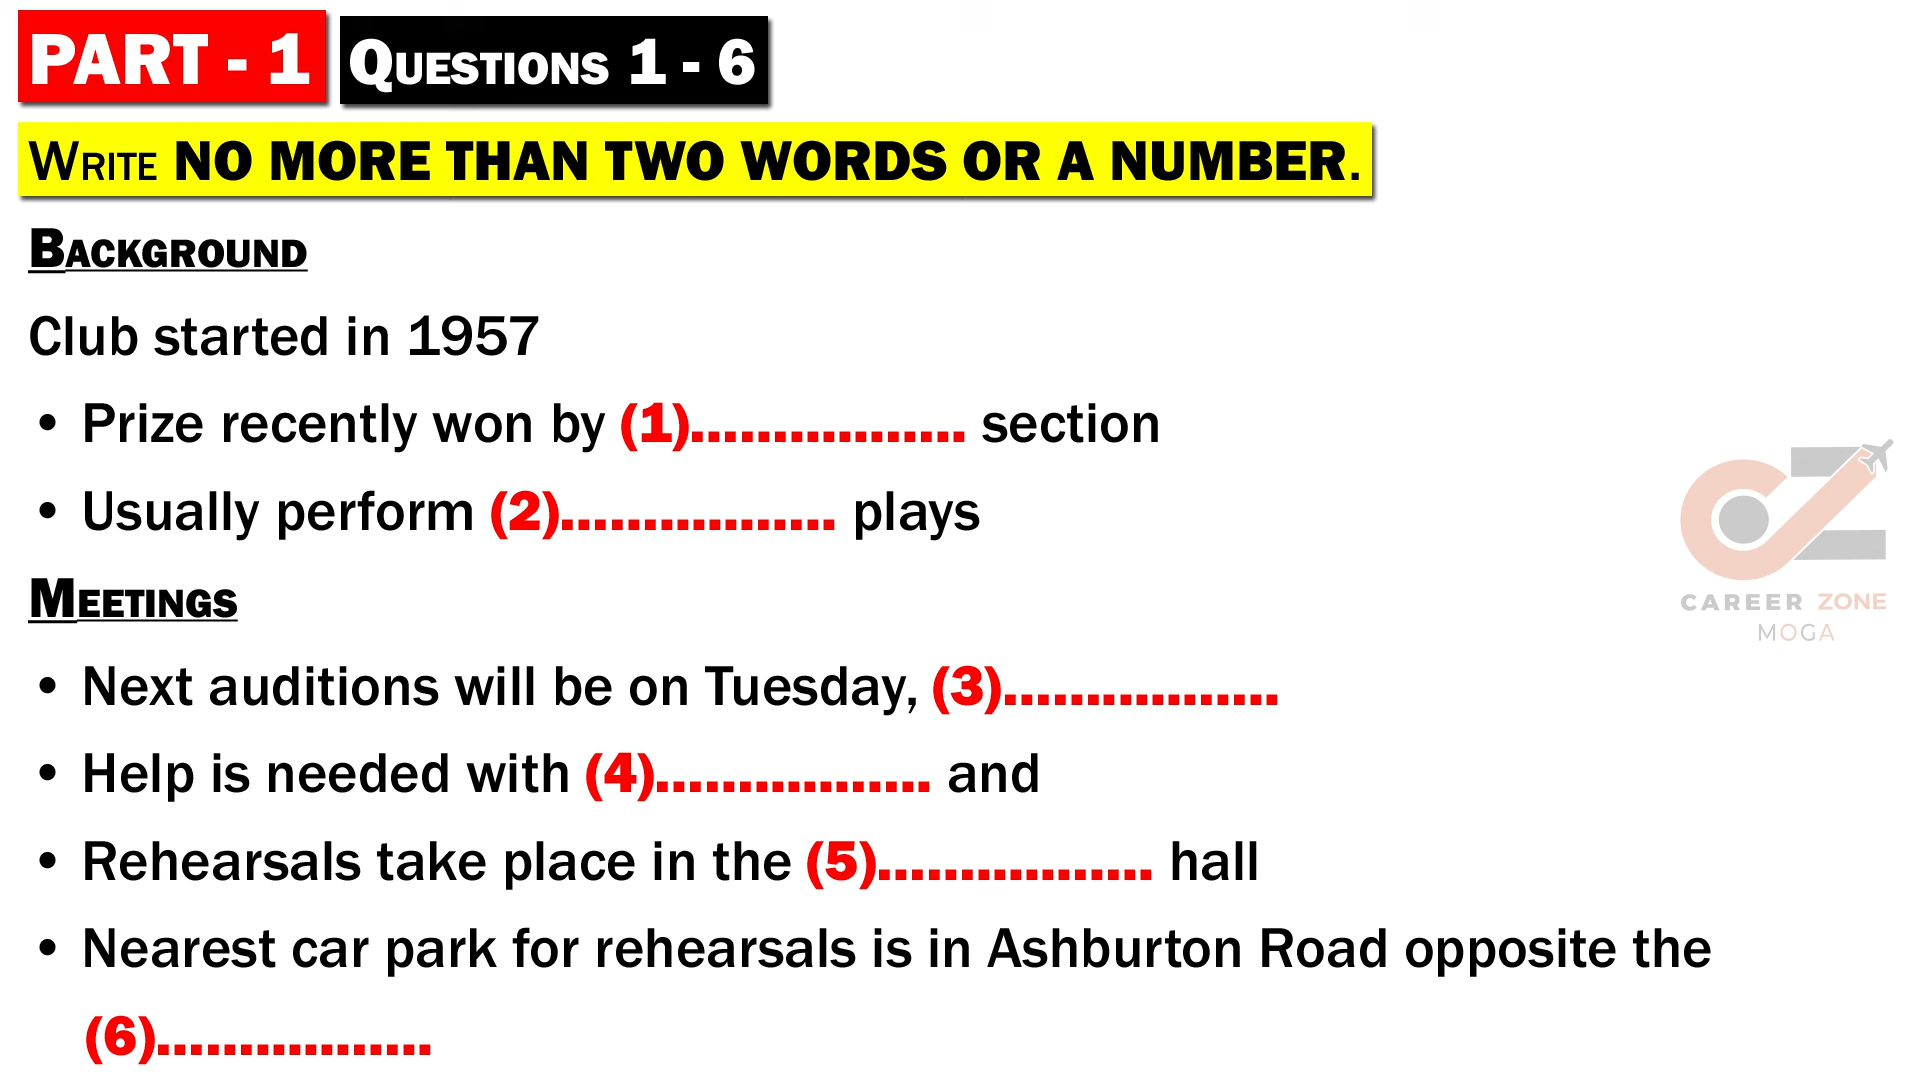 PART - 1 QUESTIONS 1 - 6
WRITE NO MORE THAN TWO WORDS OR A NUMBER.
BACKGROUND
Club started in 1957
• Prize recently won by (1)................. section
• Usually perform (2)................. plays
MEETINGS
• Next auditions will be on Tuesday, (3).................
• Help is needed with (4)................. and
• Rehearsals take place in the (5)................. hall
• Nearest car park for rehearsals is in Ashburton Road opposite the
(6).................
CAREER ZONE
MOGA